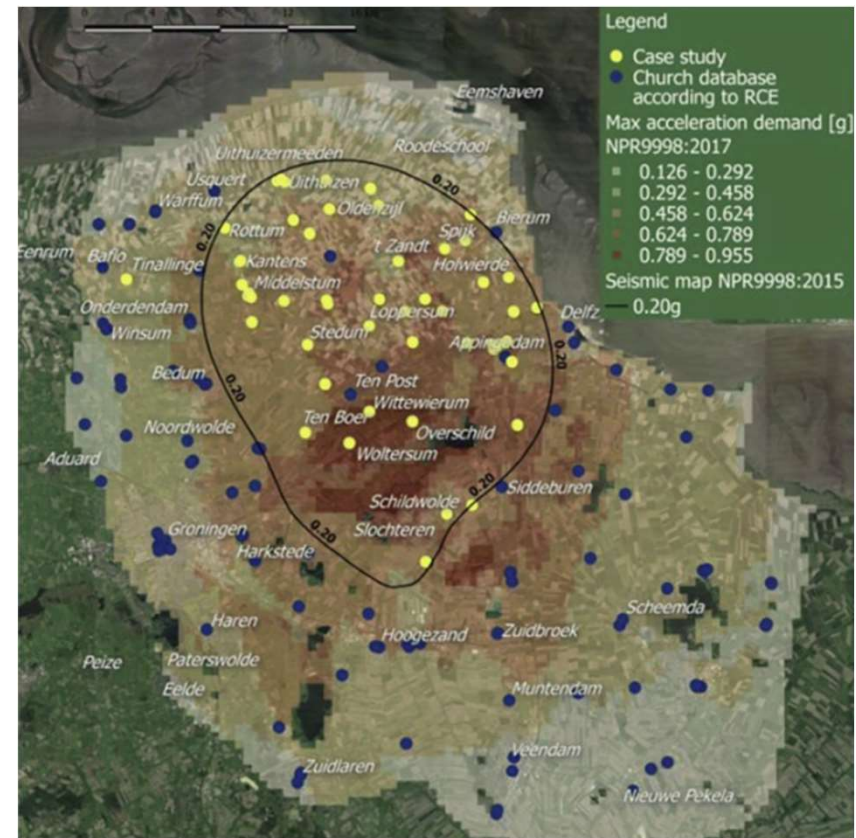 4
12
Legend
Case study
Church database
according to RCE
Max acceleration demand [g]
NPR9998:2017
0.126 - 0.292
0.292 - 0.458
0.458 - 0.624
0.624 - 0.789
0.789 - 0.955
Seismic map NPR9998:2015
0.20g
Eemshaven
Roodeschool
Uithuizermeeden
Usquert
Uithuizen
0.20
Warffum
Oldenzijl
Bierum
Rottum
Spijk
0.20
't Zandt
Eenrum
Baflo
Tinallinge
Kantens
Holwierde
Middelstum
Onderdendam
Loppersum
Delfz
Winsum
Stedum
Appingedam
0.20
Bedum
Ten Post
0.20
Wittewierum
Ten Boer
Noordwolde
Overschild
Aduard
Woltersum
0.20
Siddeburen
Schildwolde
Groningen
0.20
Slochteren
Harkstede
Scheemda
Haren
Hoogezand
Zuidbroek
Peize
Paterswolde
Eelde
Muntendam
Veendam
Zuidlaren
Nieuwe Pekela